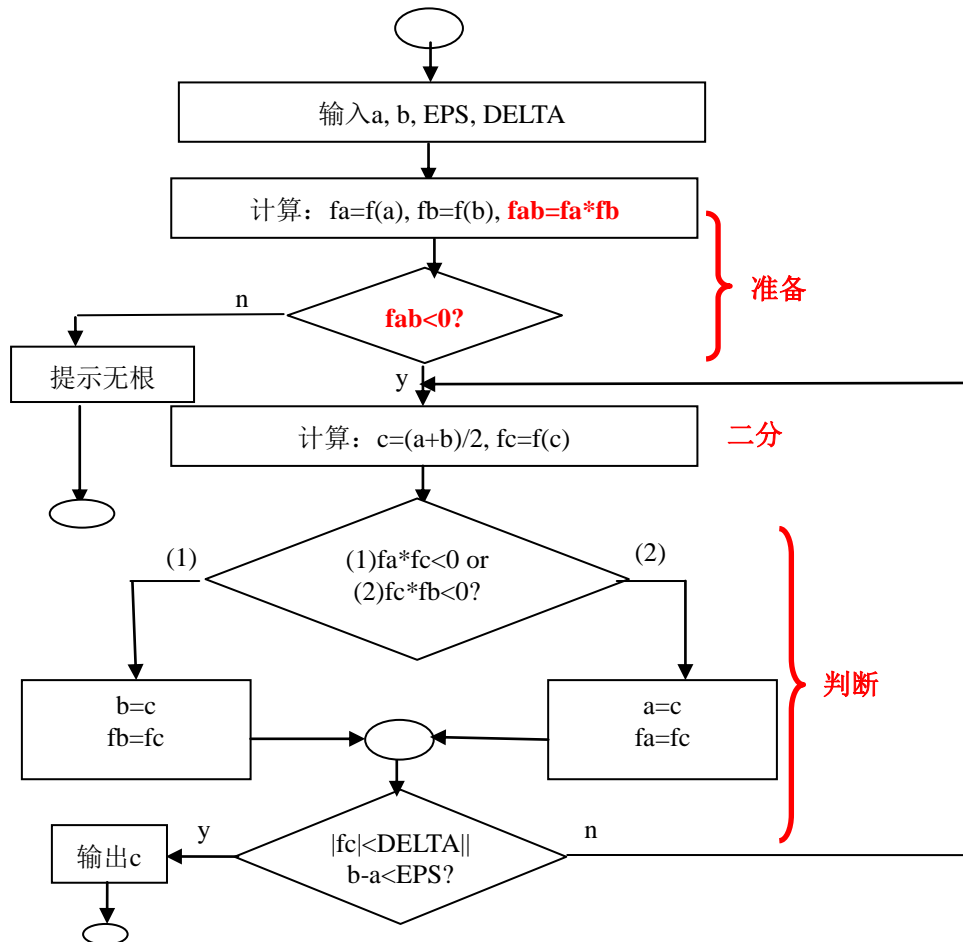 输入a, b, EPS, DELTA
计算：fa=f(a), fb=f(b), fab=fa*fb
准备
n
fab<0?
提示无根
y
计算：c=(a+b)/2, fc=f(c)
二分
(1)
(1)fa*fc<0 or
(2)fc*fb<0?
(2)
b=c
fb=fc
a=c
fa=fc
判断
y
|fc|<DELTA||
b-a<EPS?
n
输出c